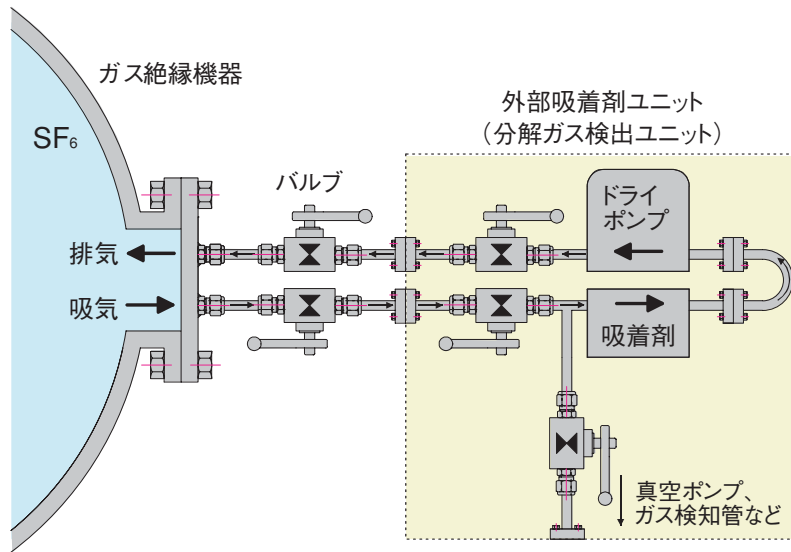 ガス絶縁機器
SF₆
外部吸着剤ユニット
（分解ガス検出ユニット）
バルブ
ドライ
ポンプ
排気
吸気
吸着剤
真空ポンプ、
ガス検知管など